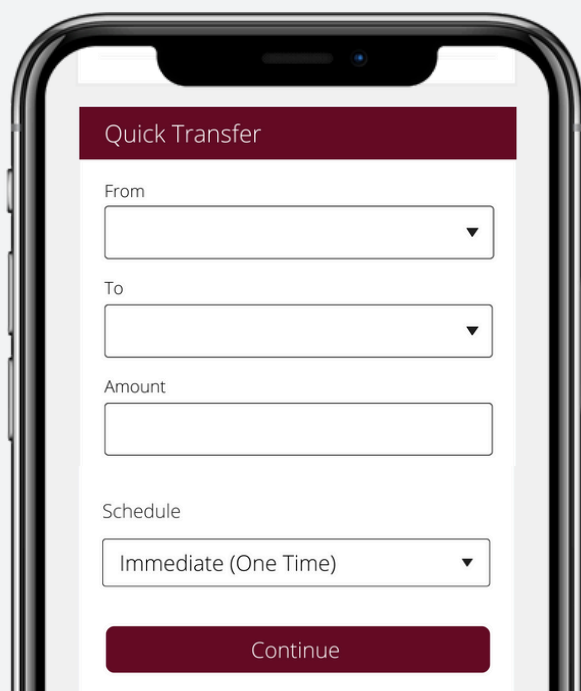 Quick Transfer
From
To
Amount
Schedule
Immediate (One Time)
Continue